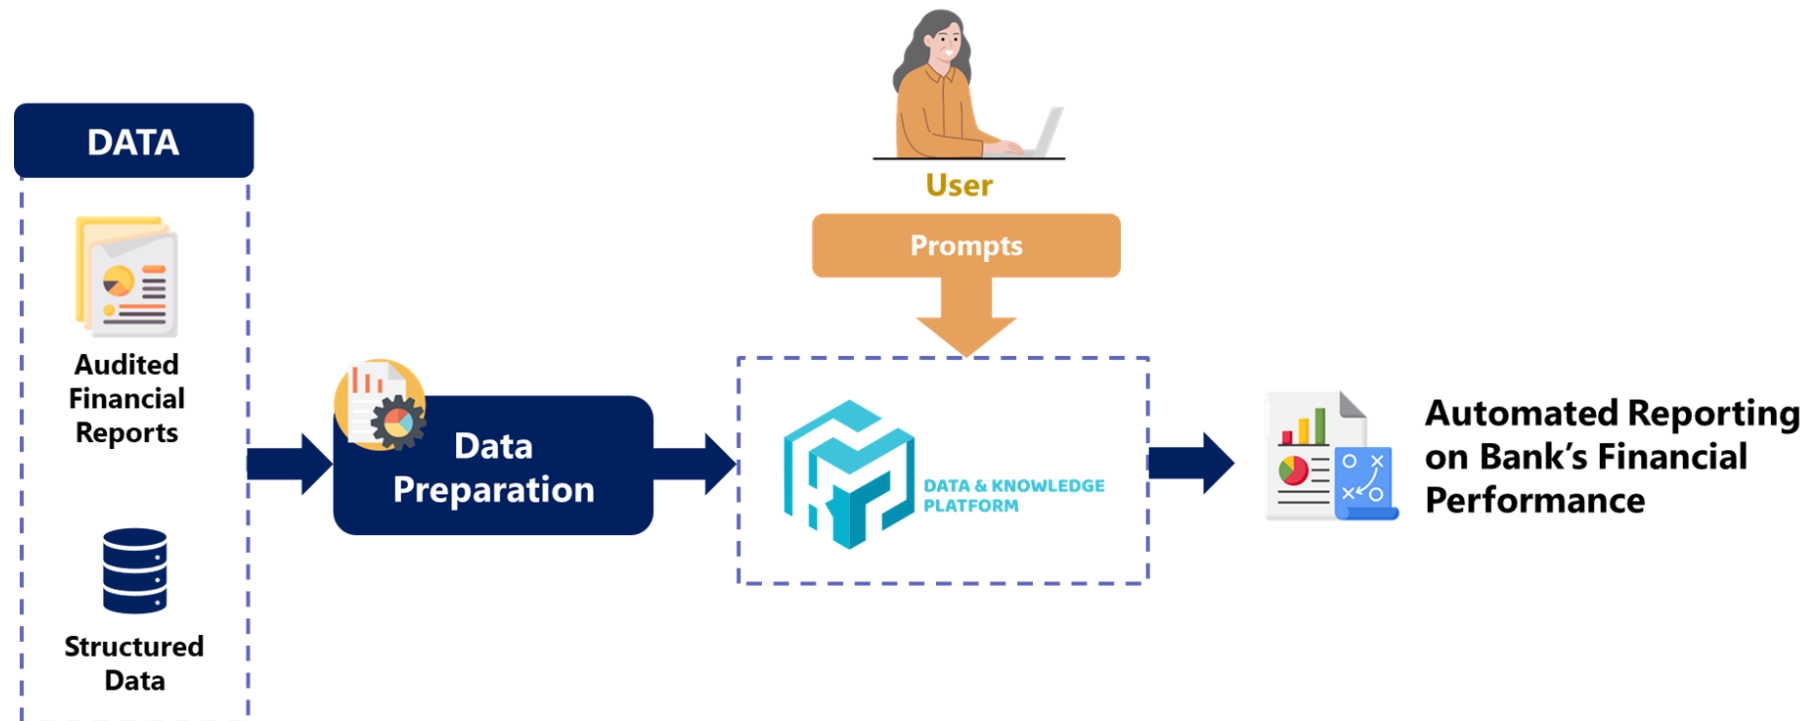 DATA
Audited
Financial
Reports
Structured
Data
Data
Preparation
User
Prompts
DATA & KNOWLEDGE
PLATFORM
Automated Reporting
on Bank’s Financial
Performance